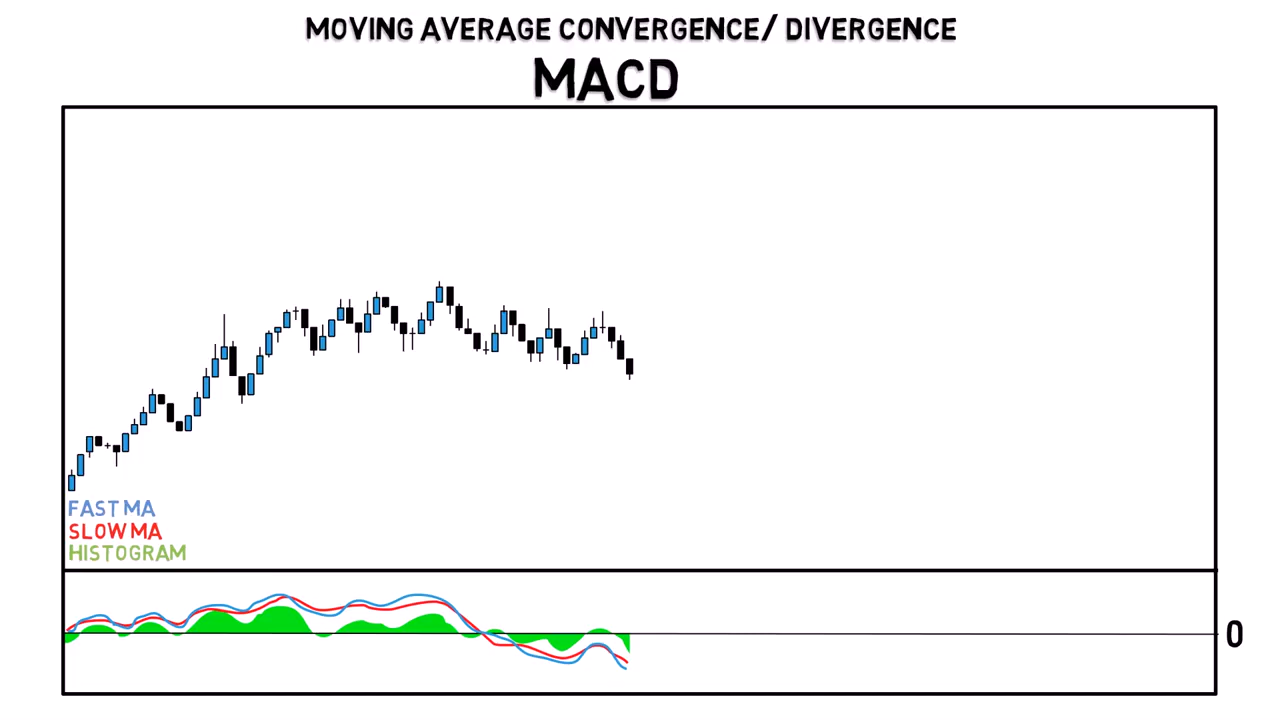 MOVING AVERAGE CONVERGENCE/ DIVERGENCE
MACD
FAST MA
SLOW MA
HISTOGRAM
0